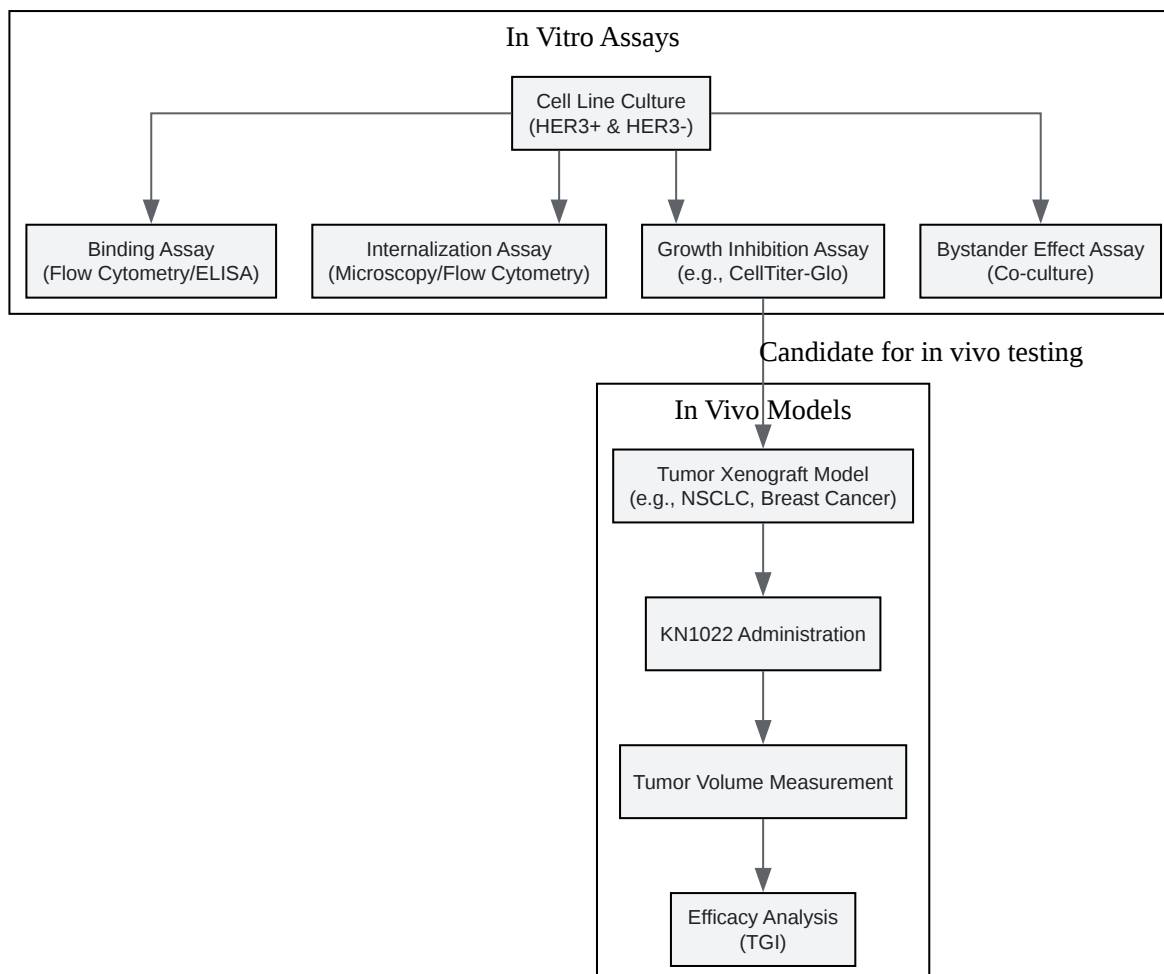 In Vitro Assays
Cell Line Culture
(HER3+ & HER3-)
Binding Assay
(Flow Cytometry/ELISA)
Internalization Assay
(Microscopy/Flow Cytometry)
Growth Inhibition Assay
(e.g., CellTiter-Glo)
Bystander Effect Assay
(Co-culture)
Candidate for in vivo testing
In Vivo Models
Tumor Xenograft Model
(e.g., NSCLC, Breast Cancer)
KN1022 Administration
Tumor Volume Measurement
Efficacy Analysis
(TGI)